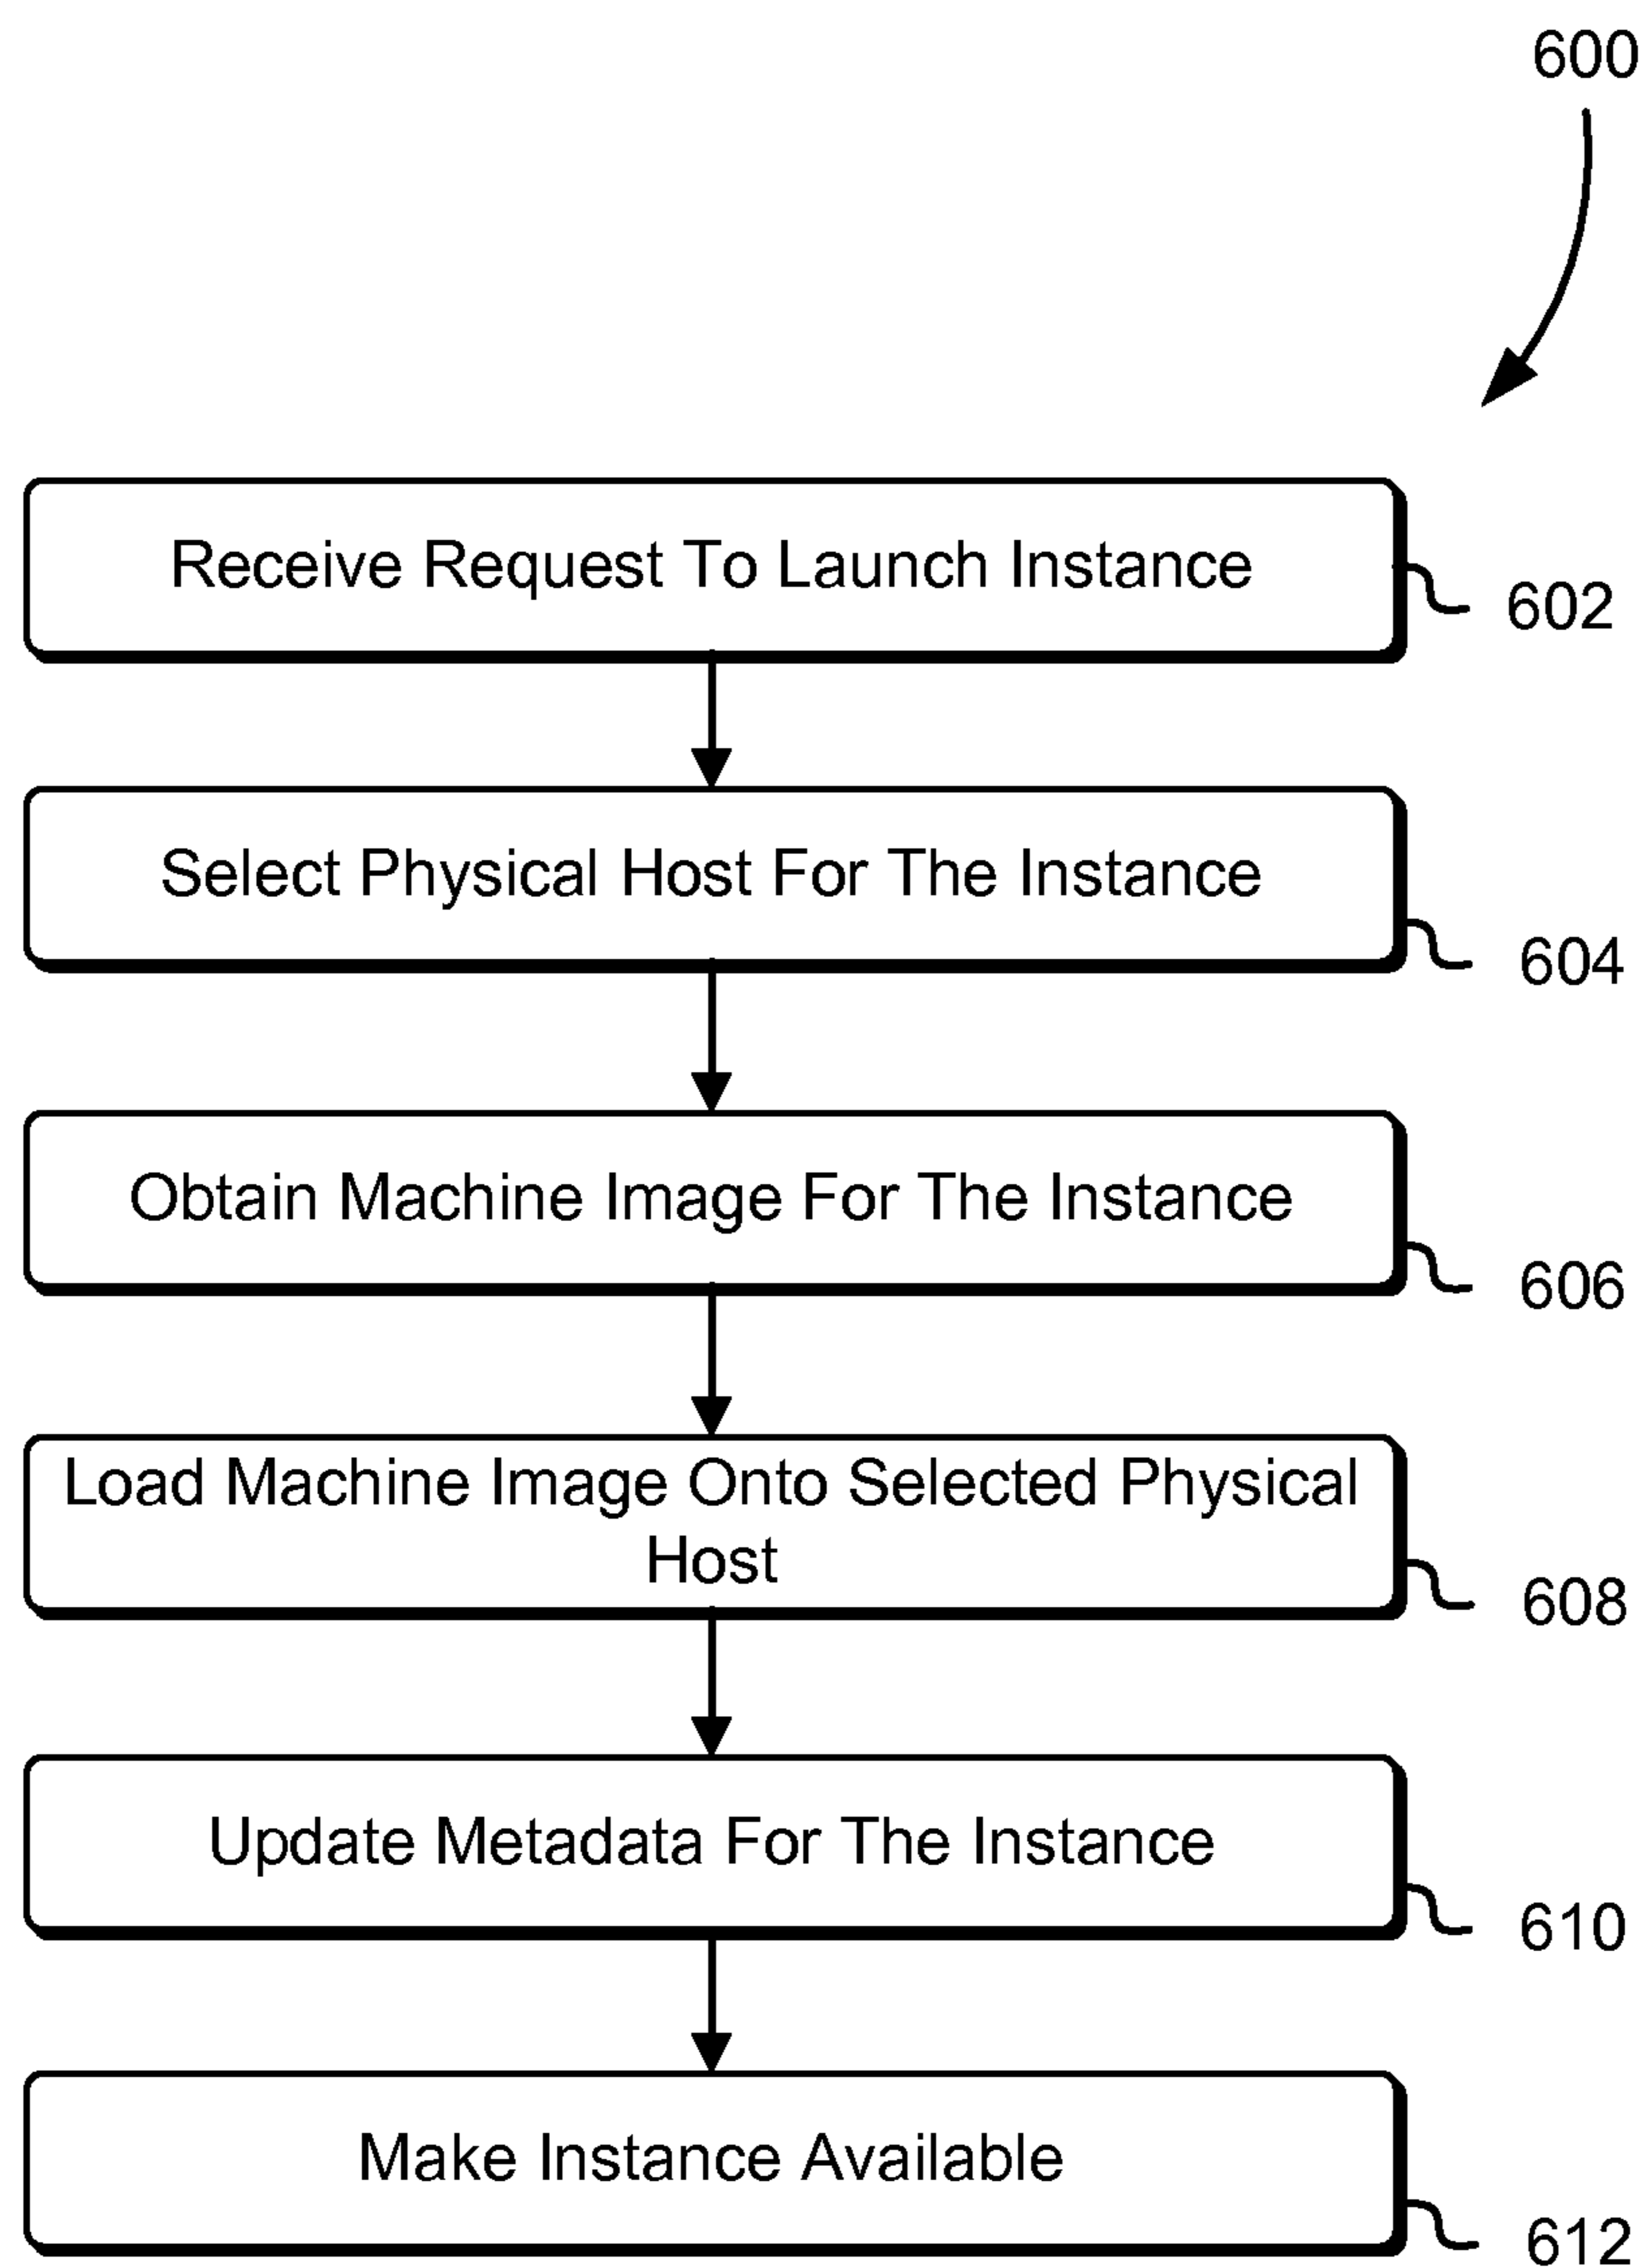 600
Receive Request To Launch Instance
602
Select Physical Host For The Instance
604
Obtain Machine Image For The Instance
606
Load Machine Image Onto Selected Physical
Host
608
Update Metadata For The Instance
610
Make Instance Available
612